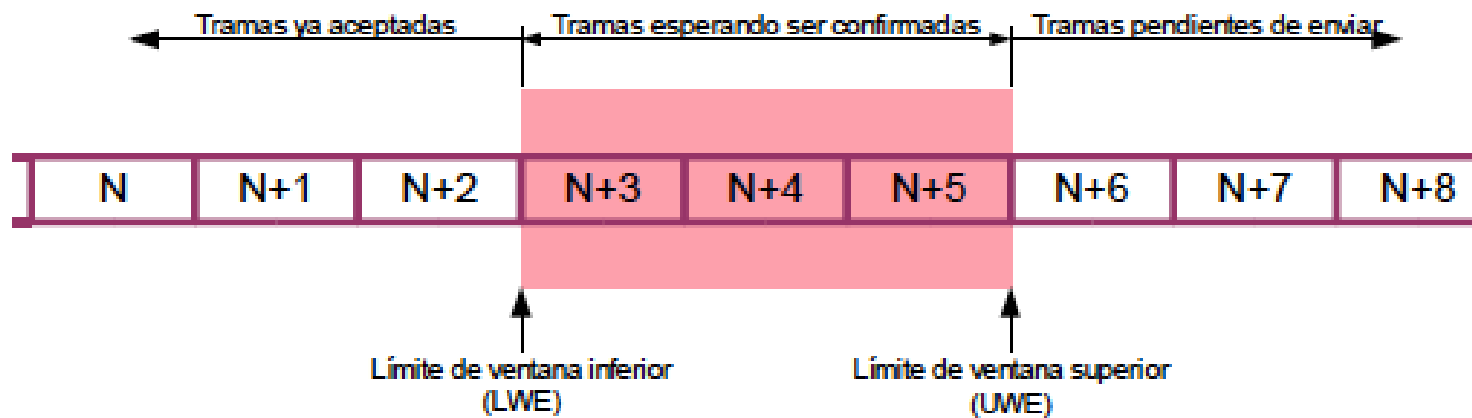 Tramas ya aceptadas Tramas esperando ser confirmadas Tramas pendientes de enviar
N N+1 N+2 N+3 N+4 N+5 N+6 N+7 N+8
Límite de ventana inferior Límite de ventana superior
(LWE) (UWE)